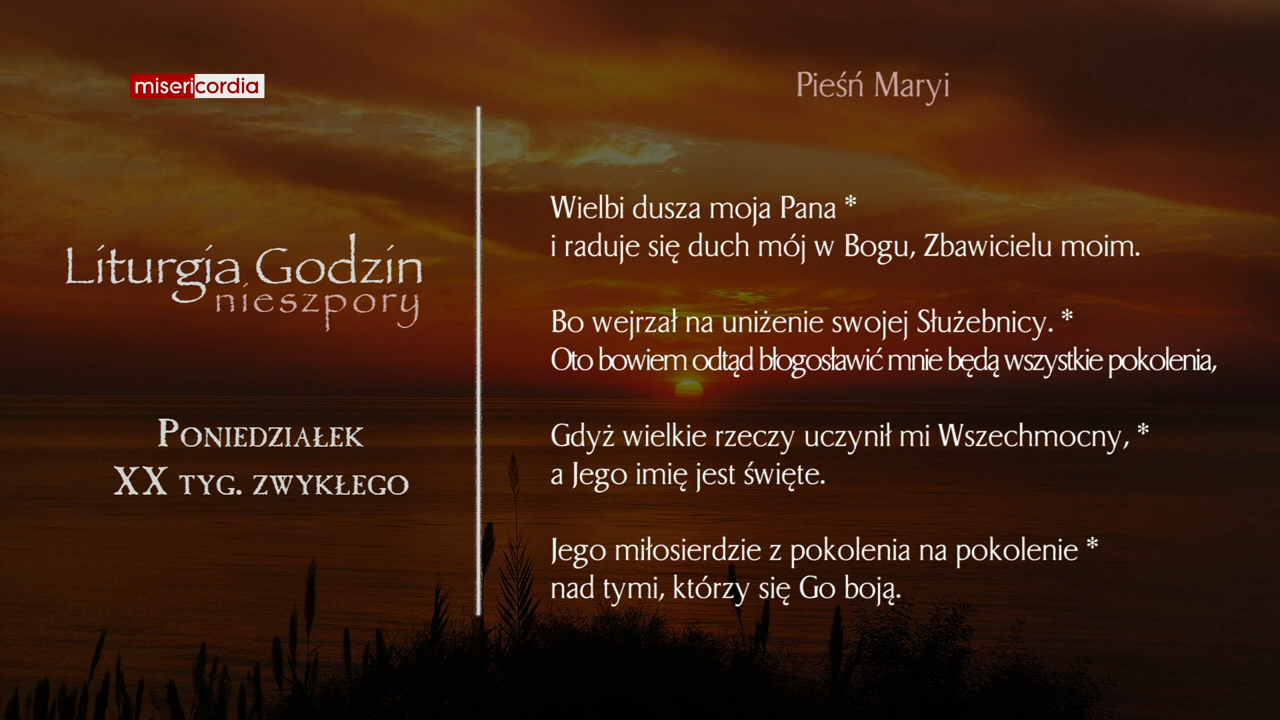 misericordia
Liturgia Godzin
nieszpory
Poniedziałek
XX tyg. zwykłego
Pieśń Maryi
Wielbi dusza moja Pana *
i raduje się duch mój w Bogu, Zbawicielu moim.
Bo wejrzał na uniżenie swojej Służebnicy. *
Oto bowiem odtąd błogosławić mnie będą wszystkie pokolenia,
Gdyż wielkie rzeczy uczynił mi Wszechmocny, *
a Jego imię jest święte.
Jego miłosierdzie z pokolenia na pokolenie *
nad tymi, którzy się Go boją.